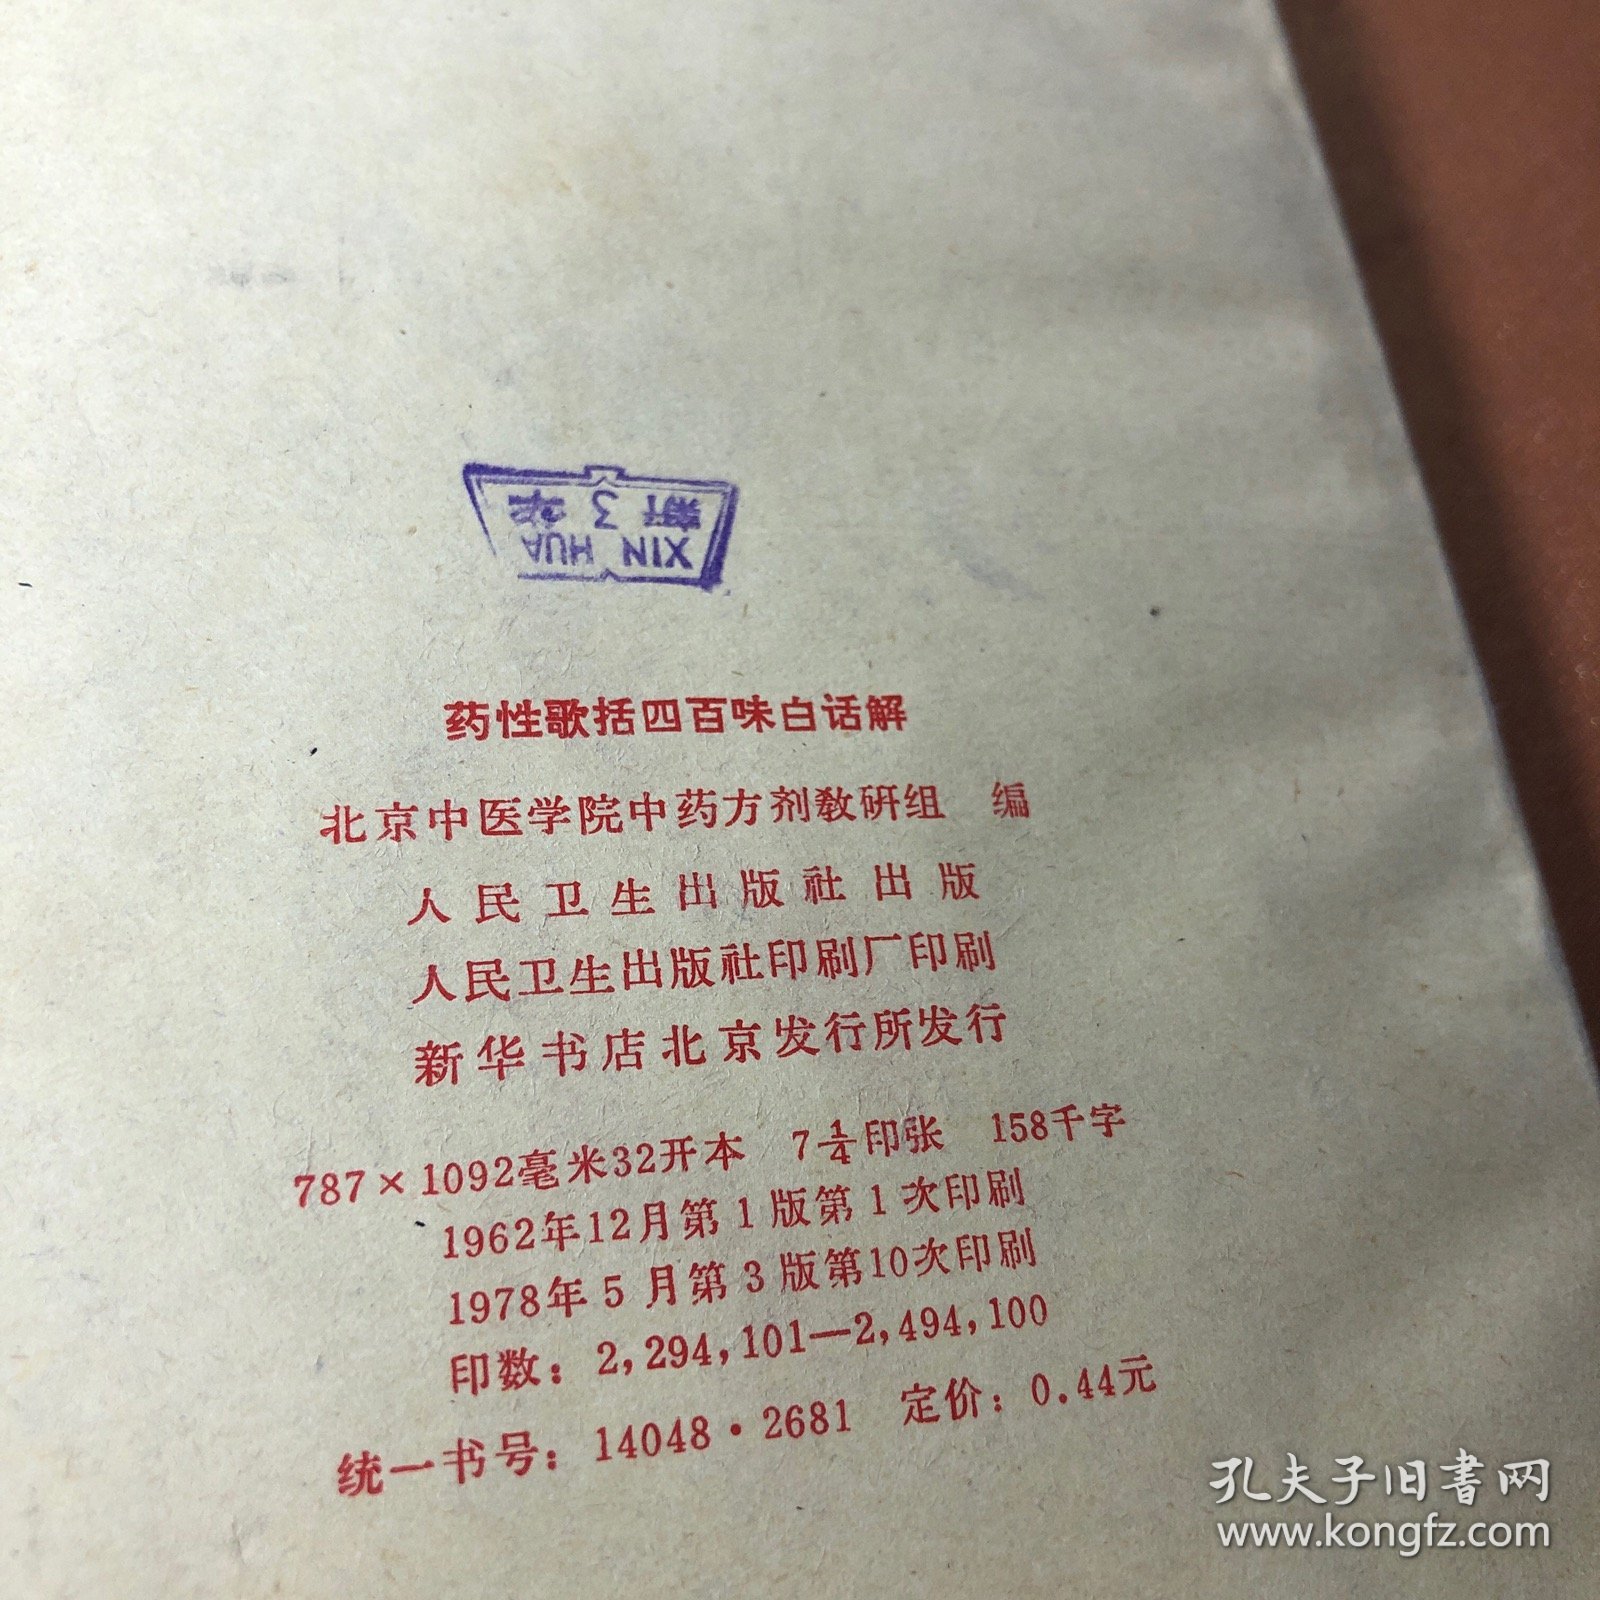 XIN HUA
新 3 华
药性歌括四百味白话解
北京中医学院中药方剂教研组 编
人民卫生出版社出版
人民卫生出版社印刷厂印刷
新华书店北京发行所发行
787×1092毫米32开本 7¼印张 158千字
1962年12月第1版第1次印刷
1978年5月第3版第10次印刷
印数：2,294,101—2,494,100
统一书号：14048·2681 定价：0.44元
孔夫子旧书网
www.kongfz.com